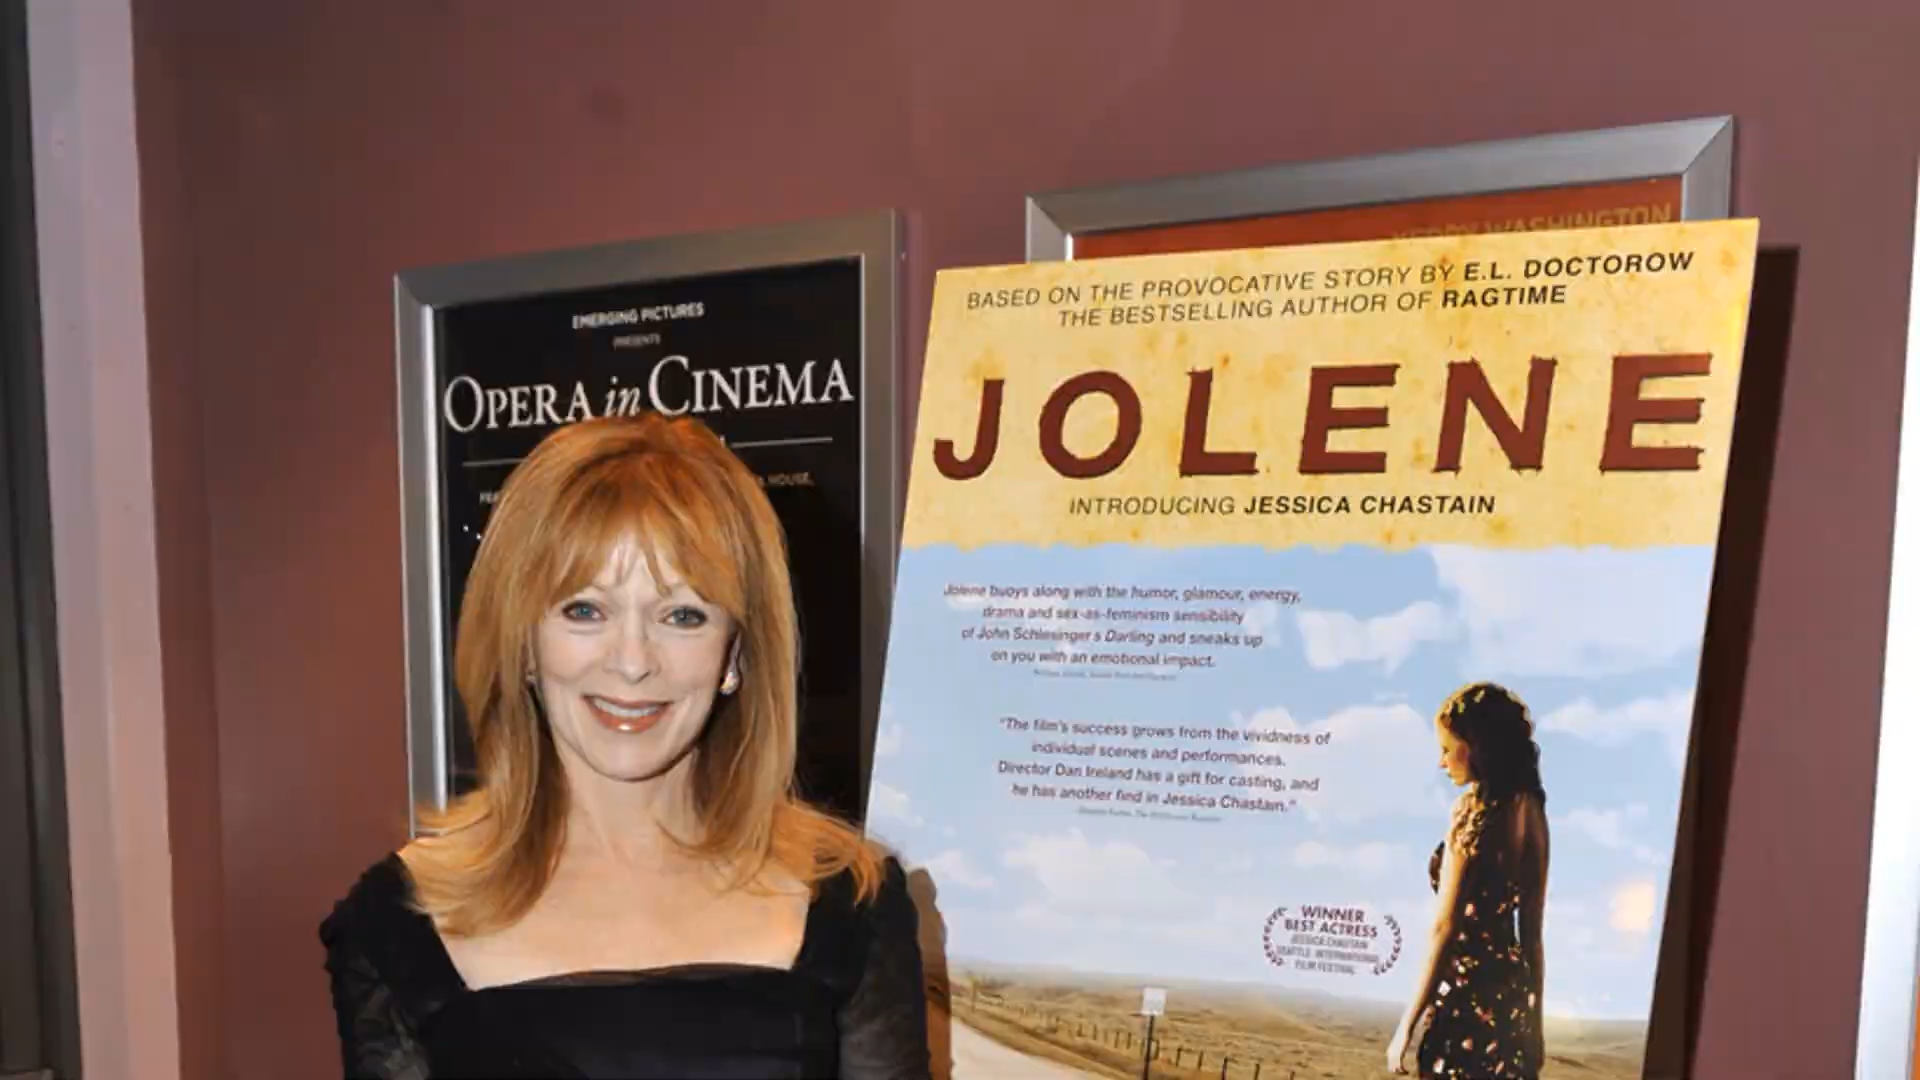 EMERGING PICTURES
PRESENTS
OPERA in CINEMA
HOUSE,
KERRY WASHINGTON
BASED ON THE PROVOCATIVE STORY BY E.L. DOCTOROW
THE BESTSELLING AUTHOR OF RAGTIME
JOLENE
INTRODUCING JESSICA CHASTAIN
Jolene buoys along with the humor, glamour, energy,
drama and sex-as-feminism sensibility
of John Schlesinger's Darling and sneaks up
on you with an emotional impact.
"The film's success grows from the vividness of
individual scenes and performances.
Director Dan Ireland has a gift for casting, and
he has another find in Jessica Chastain."
WINNER
BEST ACTRESS
JESSICA CHASTAIN
SEATTLE INTERNATIONAL
FILM FESTIVAL